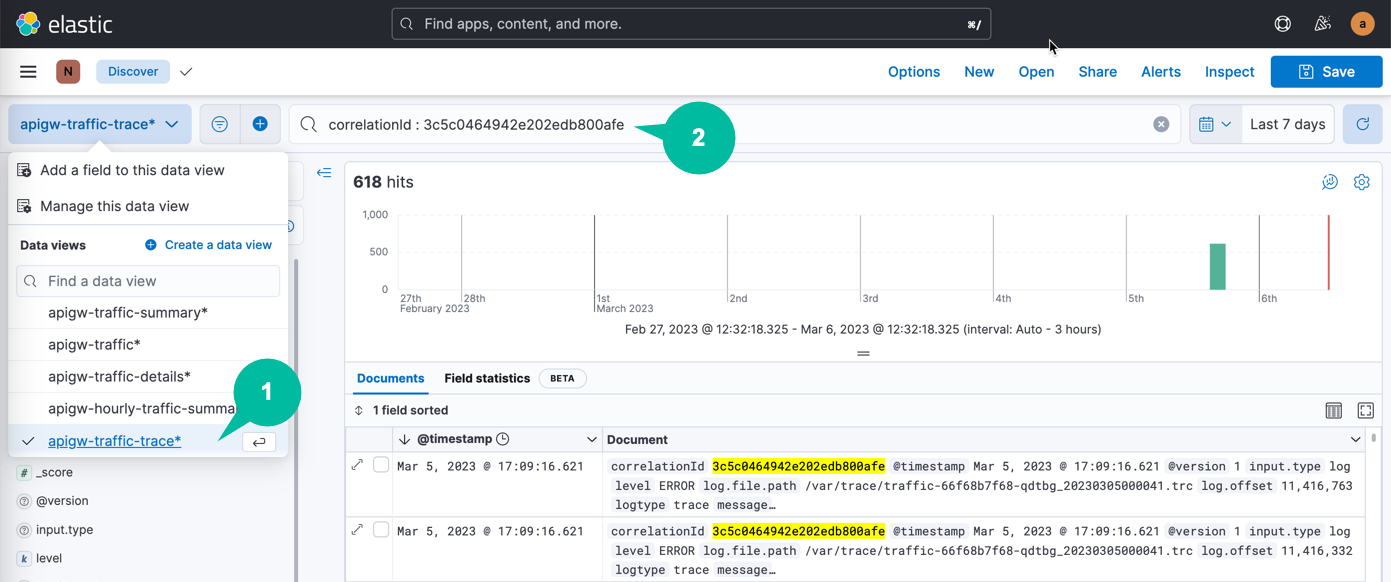 elastic
Find apps, content, and more.
⌘/
a
N
Discover
Options
New
Open
Share
Alerts
Inspect
Save
apigw-traffic-trace*
correlationId : 3c5c0464942e202edb800afe
2
Last 7 days
Add a field to this data view
Manage this data view
Data views
Create a data view
Find a data view
apigw-traffic-summary*
apigw-traffic*
apigw-traffic-details*
apigw-hourly-traffic-summa
apigw-traffic-trace*
1
# _score
? @version
? input.type
k level
618 hits
1,000
500
0
27th
28th
1st
2nd
3rd
4th
5th
6th
February 2023
March 2023
Feb 27, 2023 @ 12:32:18.325 - Mar 6, 2023 @ 12:32:18.325 (interval: Auto - 3 hours)
Documents
Field statistics
BETA
1 field sorted
@timestamp
Document
Mar 5, 2023 @ 17:09:16.621
correlationId 3c5c0464942e202edb800afe @timestamp Mar 5, 2023 @ 17:09:16.621 @version 1 input.type log
level ERROR log.file.path /var/trace/traffic-66f68b7f68-qdtbg_20230305000041.trc log.offset 11,416,763
logtype trace message…
Mar 5, 2023 @ 17:09:16.621
correlationId 3c5c0464942e202edb800afe @timestamp Mar 5, 2023 @ 17:09:16.621 @version 1 input.type log
level ERROR log.file.path /var/trace/traffic-66f68b7f68-qdtbg_20230305000041.trc log.offset 11,416,332
logtype trace message…